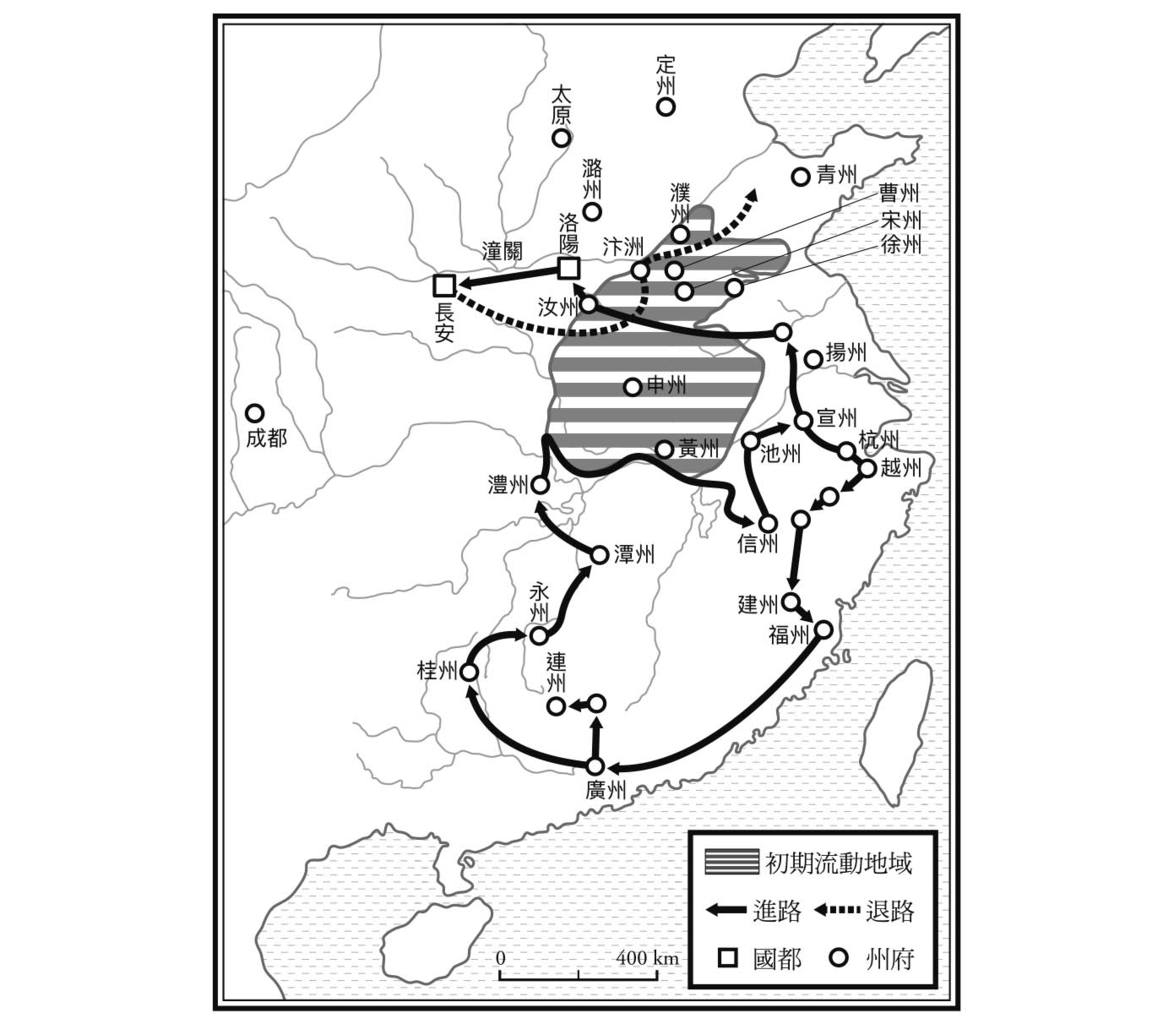 定州
太原
潞州
青州
濮州
曹州
宋州
徐州
洛陽
汴洲
潼關
長安
汝州
揚州
申州
成都
宣州
杭州
黃州
池州
越州
澧州
信州
潭州
永州
建州
福州
連州
桂州
廣州
初期流動地域
進路 退路
國都 州府
0 400 km